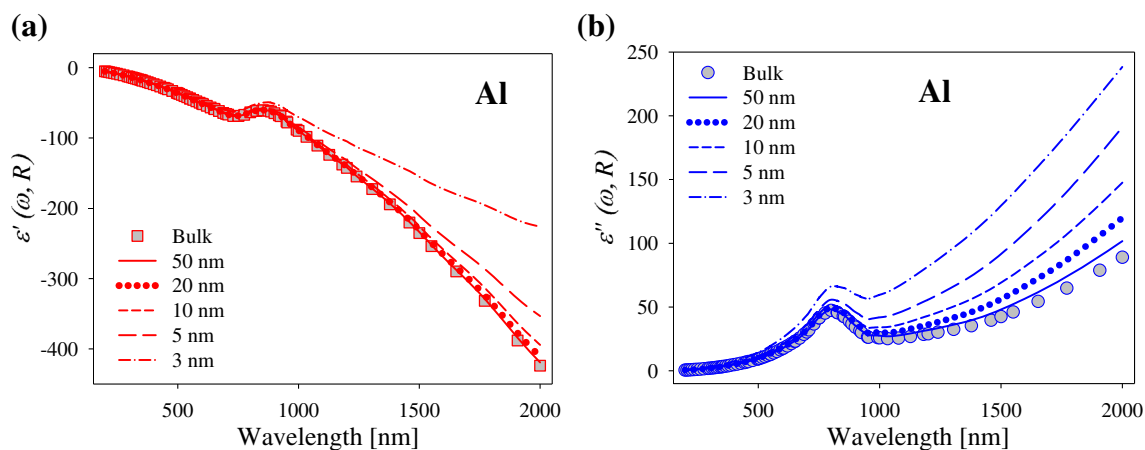 (a)
Al
ε' (ω, R)
0
-100
-200
-300
-400
Bulk
50 nm
20 nm
10 nm
5 nm
3 nm
500
1000
1500
2000
Wavelength [nm]
(b)
Al
ε'' (ω, R)
250
200
150
100
50
0
Bulk
50 nm
20 nm
10 nm
5 nm
3 nm
500
1000
1500
2000
Wavelength [nm]